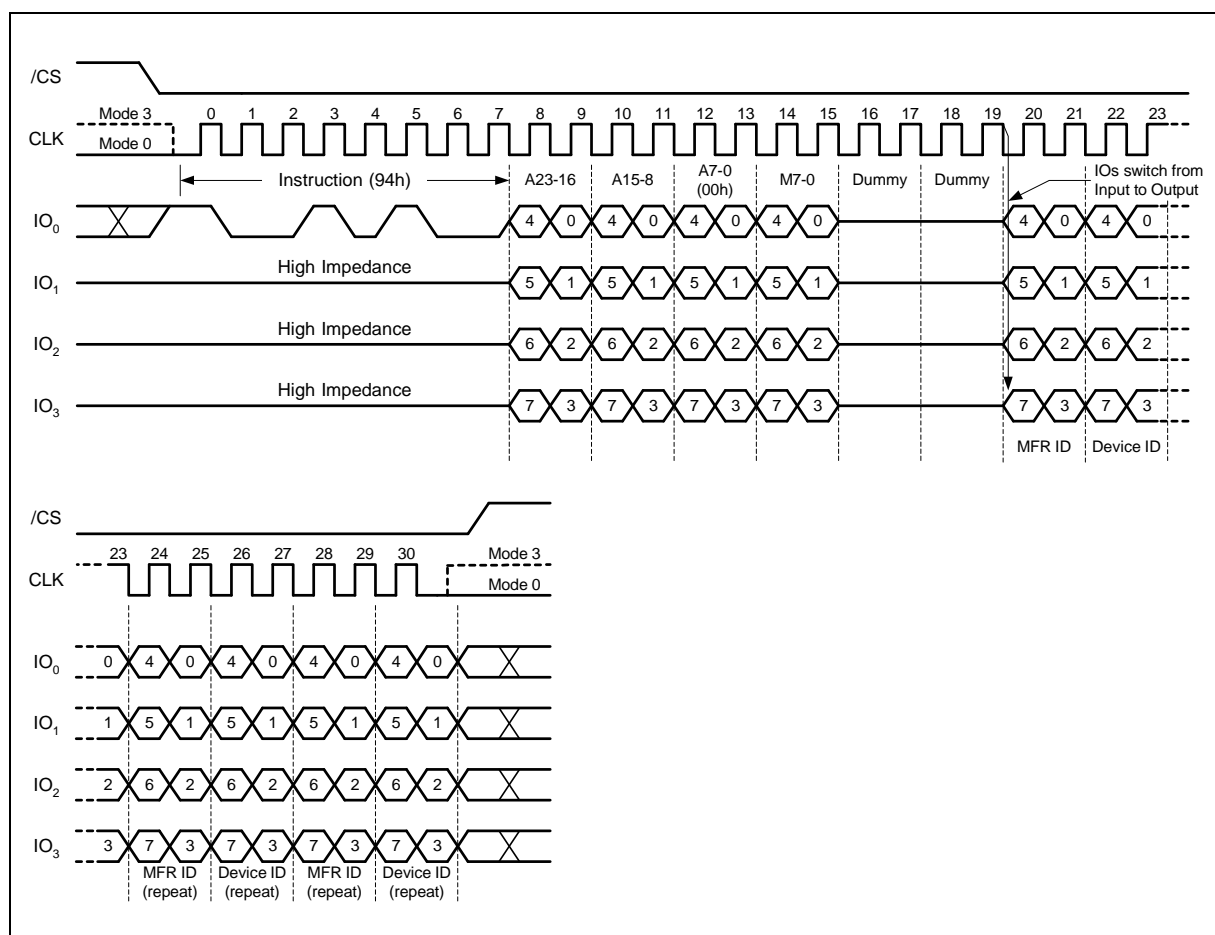 /CS
Mode 3 0 1 2 3 4 5 6 7 8 9 10 11 12 13 14 15 16 17 18 19 20 21 22 23
CLK Mode 0
Instruction (94h) A23-16 A15-8 A7-0 (00h) M7-0 Dummy Dummy
IOs switch from
Input to Output
IO0 4 0 4 0 4 0 4 0 4 0 4 0
High Impedance
IO1 5 1 5 1 5 1 5 1 5 1 5 1
High Impedance
IO2 6 2 6 2 6 2 6 2 6 2 6 2
High Impedance
IO3 7 3 7 3 7 3 7 3 7 3 7 3
MFR ID Device ID
/CS
23 24 25 26 27 28 29 30 Mode 3
CLK Mode 0
IO0 0 4 0 4 0 4 0 4 0
IO1 1 5 1 5 1 5 1 5 1
IO2 2 6 2 6 2 6 2 6 2
IO3 3 7 3 7 3 7 3 7 3
MFR ID Device ID MFR ID Device ID
(repeat) (repeat) (repeat) (repeat)